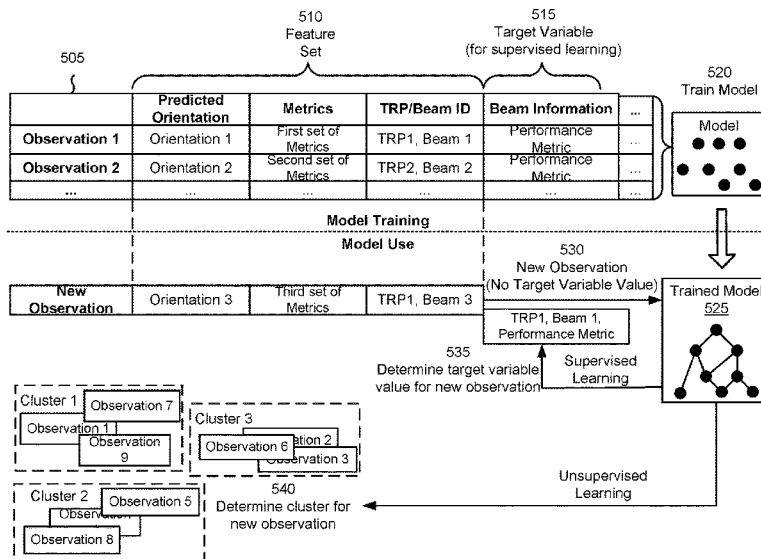 510
Feature
Set
515
Target Variable
(for supervised learning)
505
520
Train Model
Predicted Orientation
Metrics
TRP/Beam ID
Beam Information
...
Observation 1
Orientation 1
First set of Metrics
TRP1, Beam 1
Performance Metric
...
Observation 2
Orientation 2
Second set of Metrics
TRP2, Beam 2
Performance Metric
...
...
...
...
...
...
...
Model
Model Training
Model Use
530
New Observation
(No Target Variable Value)
New Observation
Orientation 3
Third set of Metrics
TRP1, Beam 3
Trained Model
525
TRP1, Beam 1,
Performance Metric
535
Determine target variable
value for new observation
Supervised
Learning
Cluster 1
Observation 7
Observation 1
Observation
9
Cluster 3
Observation 6
2
Observation 3
Cluster 2
Observation 5
Observation 8
540
Determine cluster for
new observation
Unsupervised
Learning